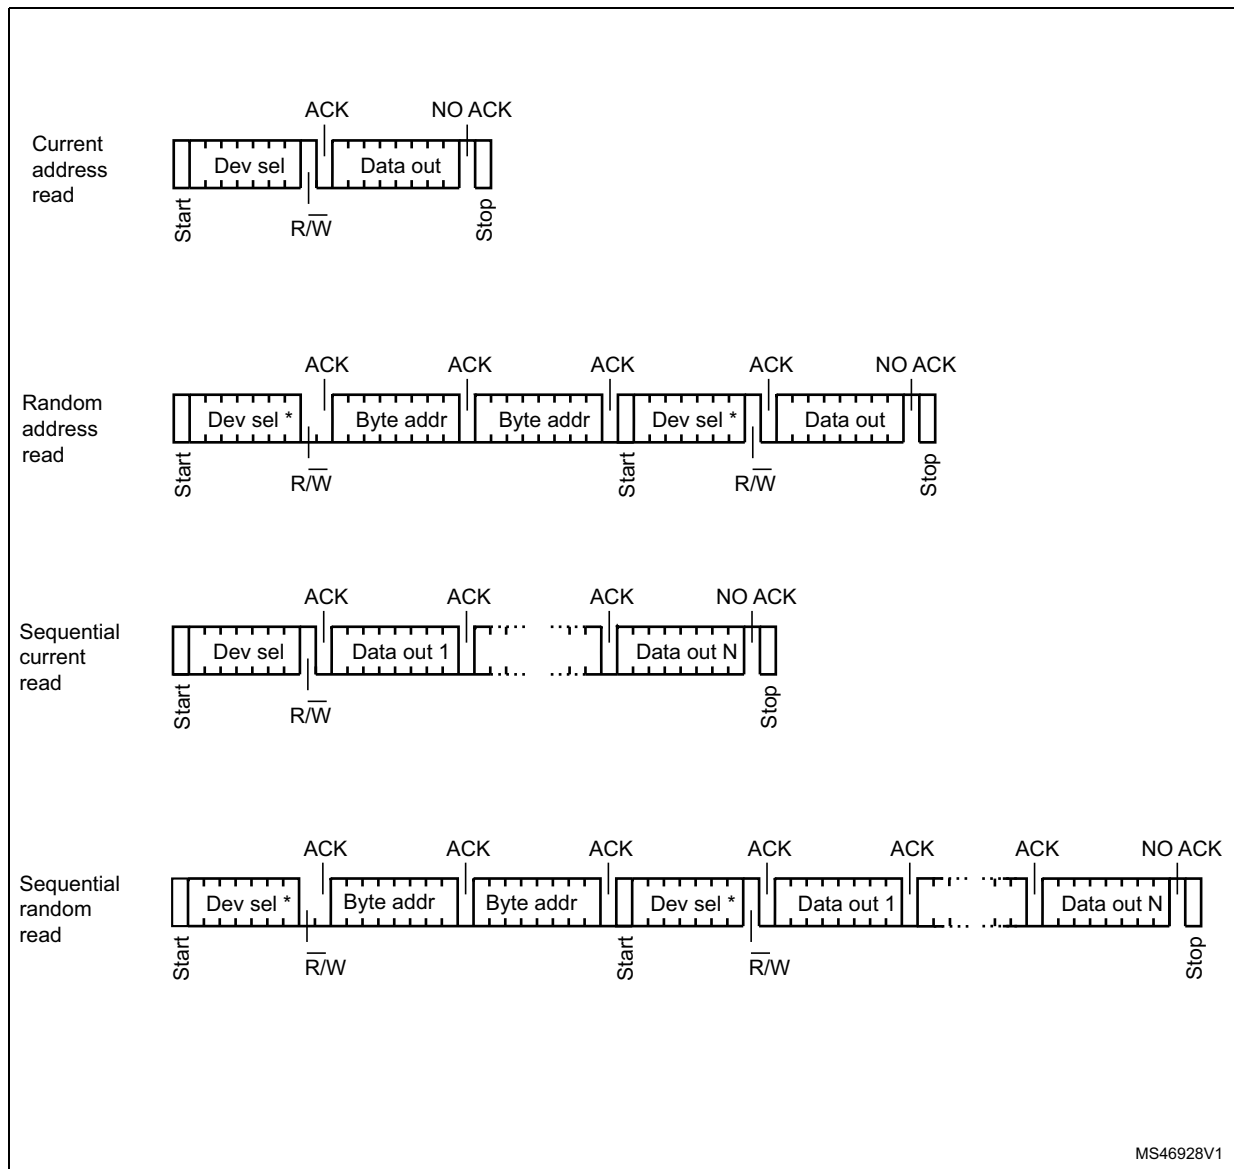 ACK NO ACK
Current
address
read
Dev sel Data out
Start R/W̅ Stop
ACK ACK ACK ACK NO ACK
Random
address
read
Dev sel * Byte addr Byte addr Dev sel * Data out
Start R/W̅ Start R/W̅ Stop
ACK ACK ACK NO ACK
Sequential
current
read
Dev sel Data out 1 Data out N
Start R/W̅ Stop
ACK ACK ACK ACK ACK ACK NO ACK
Sequential
random
read
Dev sel * Byte addr Byte addr Dev sel * Data out 1 Data out N
Start R̅/W Start R̅/W Stop
MS46928V1